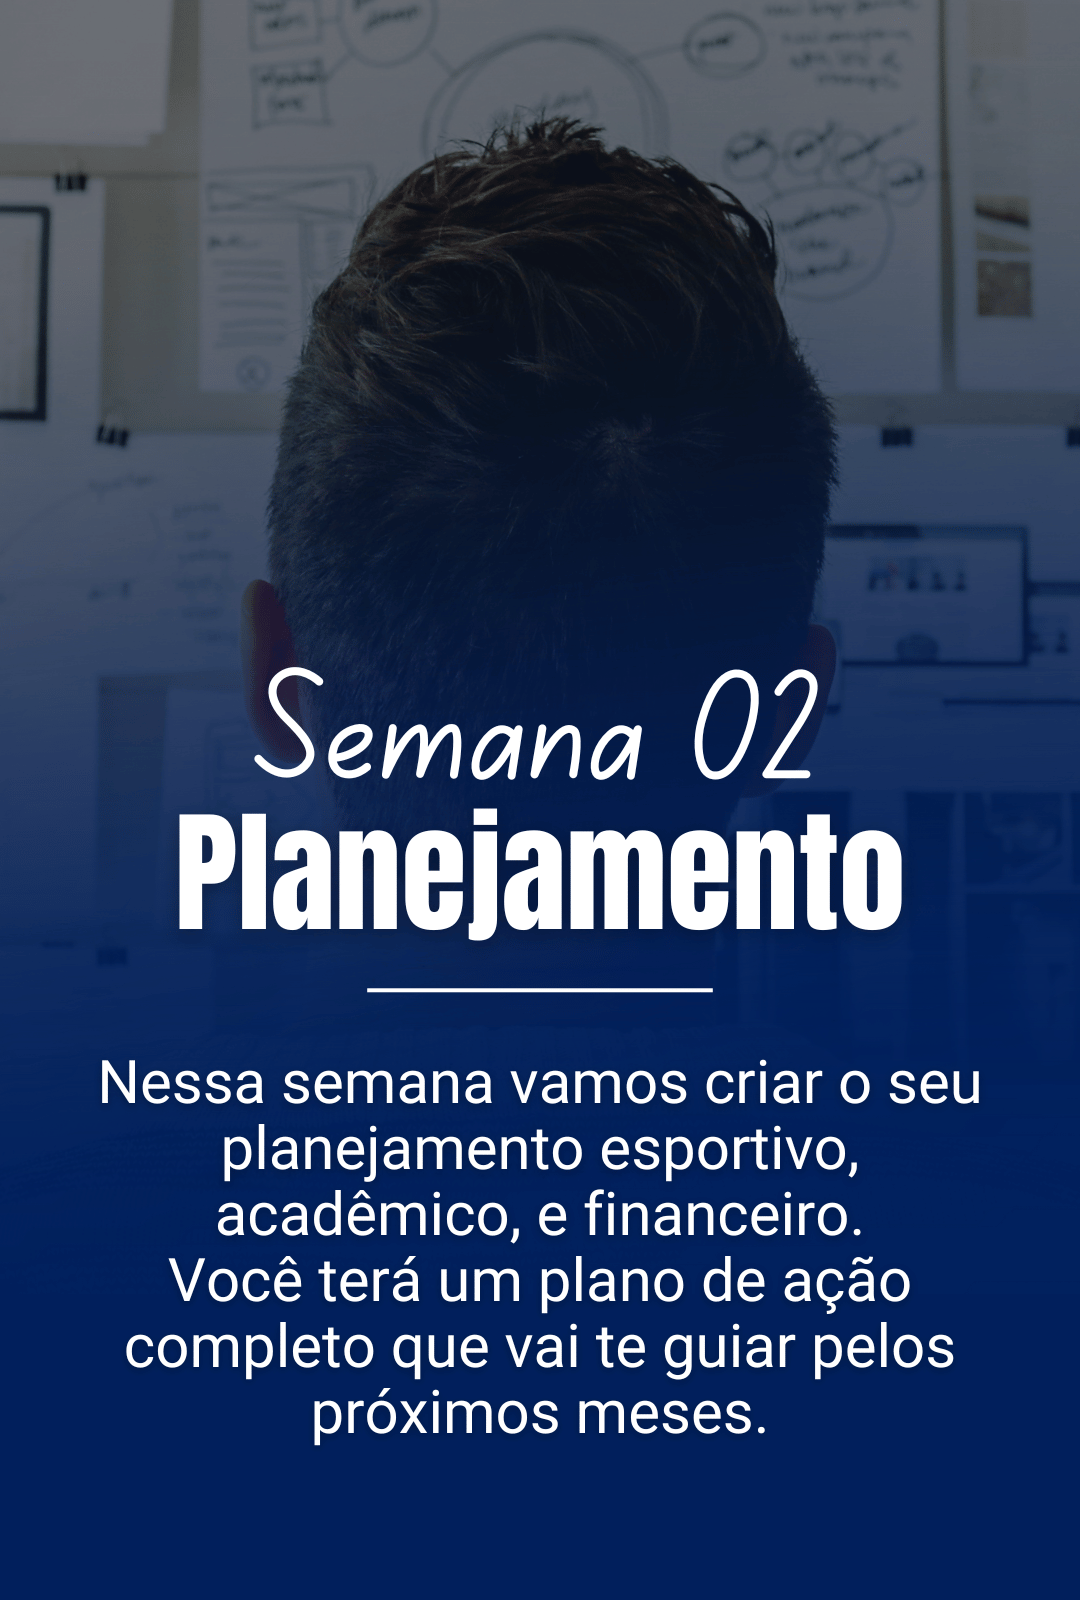 Semana 02
Planejamento
Nessa semana vamos criar o seu
planejamento esportivo,
acadêmico, e financeiro.
Você terá um plano de ação
completo que vai te guiar pelos
próximos meses.